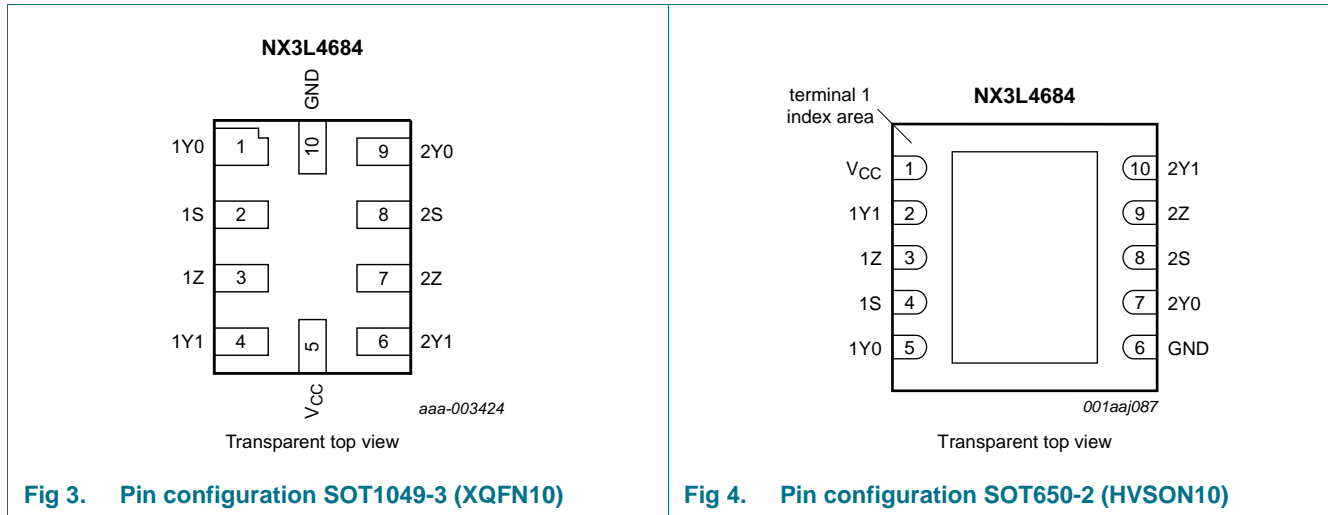 NX3L4684
GND
1Y0 1 10 9 2Y0
1S 2 8 2S
1Z 3 7 2Z
1Y1 4 5 6 2Y1
VCC
aaa-003424
Transparent top view
Fig 3. Pin configuration SOT1049-3 (XQFN10)
terminal 1
index area
NX3L4684
VCC 1 10 2Y1
1Y1 2 9 2Z
1Z 3 8 2S
1S 4 7 2Y0
1Y0 5 6 GND
001aaj087
Transparent top view
Fig 4. Pin configuration SOT650-2 (HVSON10)